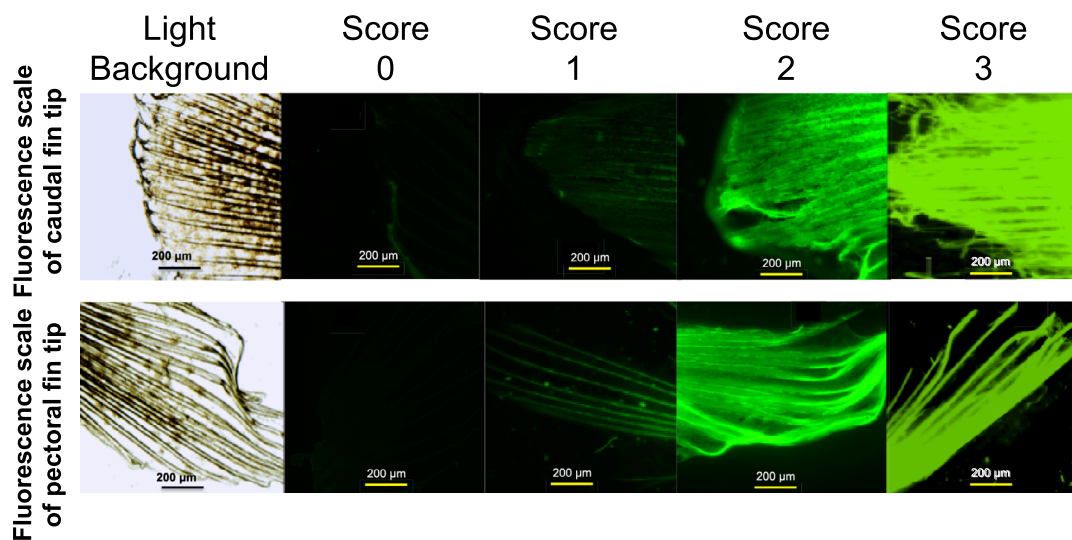 Light
Background
Score
0
Score
1
Score
2
Score
3
Fluorescence scale
of caudal fin tip
200 µm
200 µm
200 µm
200 µm
200 µm
Fluorescence scale
of pectoral fin tip
200 µm
200 µm
200 µm
200 µm
200 µm